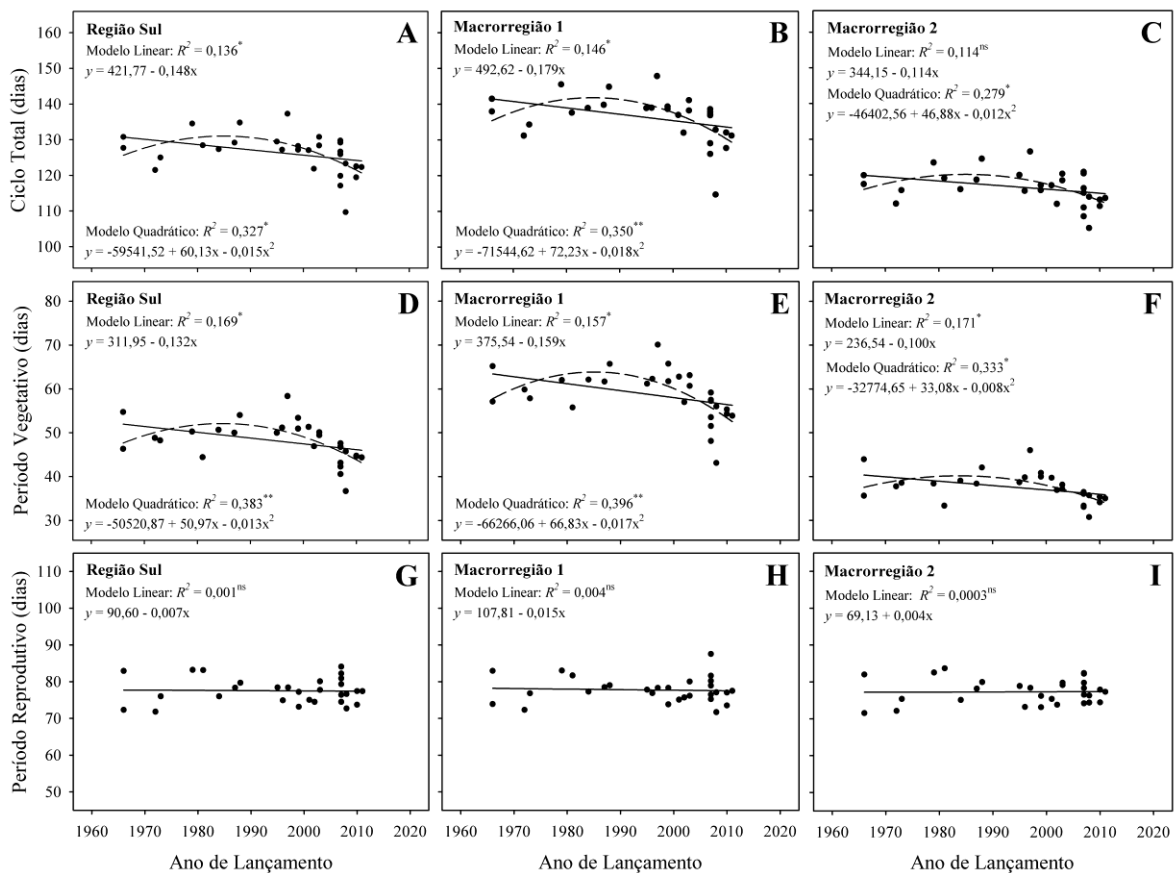 Região Sul
A
Modelo Linear: R² = 0,136*
y = 421,77 - 0,148x
Modelo Quadrático: R² = 0,327*
y = -59541,52 + 60,13x - 0,015x²
Macrorregião 1
B
Modelo Linear: R² = 0,146*
y = 492,62 - 0,179x
Modelo Quadrático: R² = 0,350**
y = -71544,62 + 72,23x - 0,018x²
Macrorregião 2
C
Modelo Linear: R² = 0,114ns
y = 344,15 - 0,114x
Modelo Quadrático: R² = 0,279*
y = -46402,56 + 46,88x - 0,012x²
Ciclo Total (dias)
160
150
140
130
120
110
100
Região Sul
D
Modelo Linear: R² = 0,169*
y = 311,95 - 0,132x
Modelo Quadrático: R² = 0,383**
y = -50520,87 + 50,97x - 0,013x²
Macrorregião 1
E
Modelo Linear: R² = 0,157*
y = 375,54 - 0,159x
Modelo Quadrático: R² = 0,396**
y = -66266,06 + 66,83x - 0,017x²
Macrorregião 2
F
Modelo Linear: R² = 0,171*
y = 236,54 - 0,100x
Modelo Quadrático: R² = 0,333*
y = -32774,65 + 33,08x - 0,008x²
Período Vegetativo (dias)
80
70
60
50
40
30
Região Sul
G
Modelo Linear: R² = 0,001ns
y = 90,60 - 0,007x
Macrorregião 1
H
Modelo Linear: R² = 0,004ns
y = 107,81 - 0,015x
Macrorregião 2
I
Modelo Linear: R² = 0,0003ns
y = 69,13 + 0,004x
Período Reprodutivo (dias)
110
100
90
80
70
60
50
1960 1970 1980 1990 2000 2010 2020
1960 1970 1980 1990 2000 2010 2020
1960 1970 1980 1990 2000 2010 2020
Ano de Lançamento
Ano de Lançamento
Ano de Lançamento